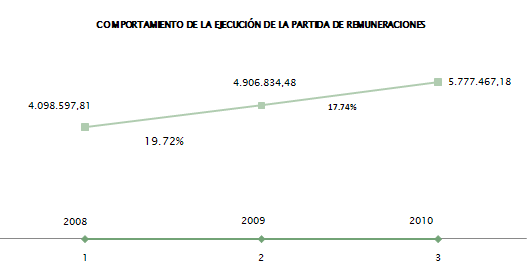 COMPORTAMIENTO DE LA EJECUCIÓN DE LA PARTIDA DE REMUNERACIONES
5.777.467,18
4.906.834,48
4.098.597,81
17.74%
19.72%
2008 2009 2010
1 2 3